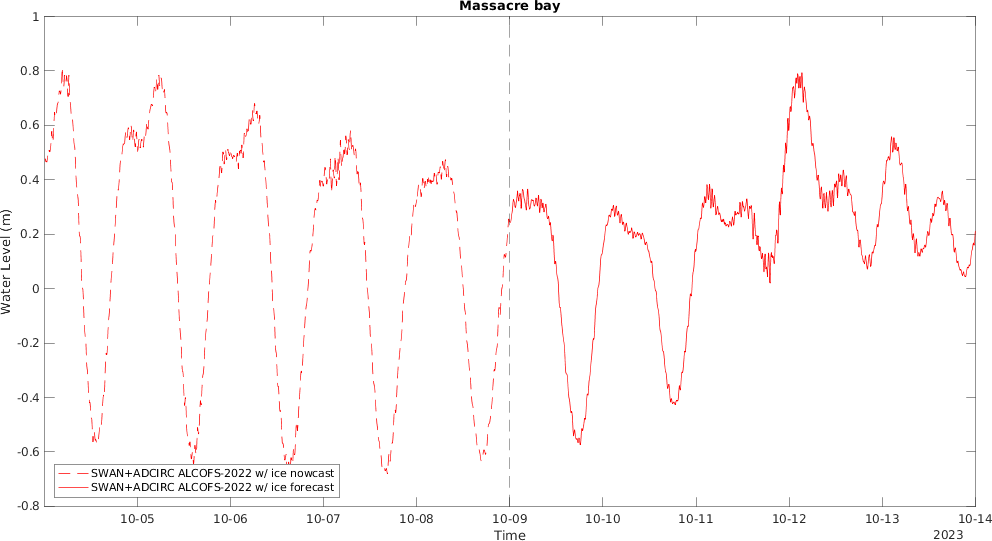 Massacre bay
1
0.8
0.6
0.4
0.2
0
-0.2
-0.4
-0.6
-0.8
Water Level (m)
SWAN+ADCIRC ALCOFS-2022 w/ ice nowcast
SWAN+ADCIRC ALCOFS-2022 w/ ice forecast
10-05 10-06 10-07 10-08 10-09 10-10 10-11 10-12 10-13 10-14
Time
2023